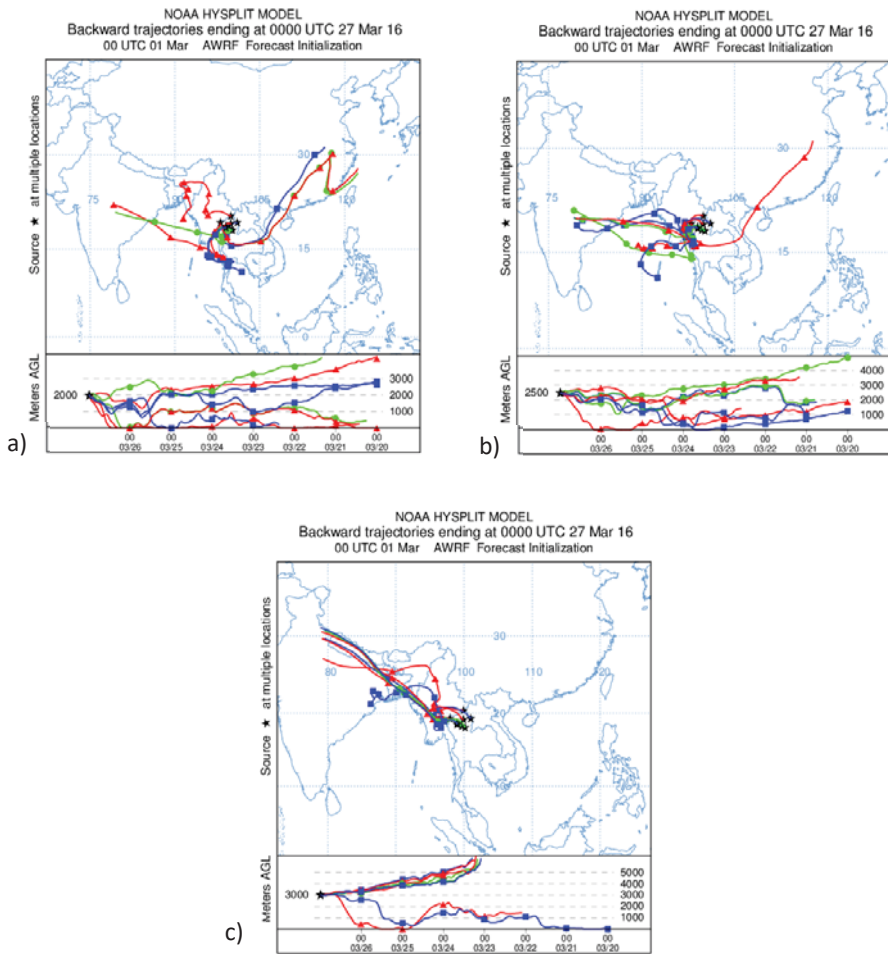 NOAA HYSPLIT MODEL
Backward trajectories ending at 0000 UTC 27 Mar 16
00 UTC 01 Mar AWRF Forecast Initialization
Source ★ at multiple locations
30
75 90 105 120
15
0
Meters AGL
2000
3000
2000
1000
00 00 00 00 00 00 00
03/26 03/25 03/24 03/23 03/22 03/21 03/20
a)
NOAA HYSPLIT MODEL
Backward trajectories ending at 0000 UTC 27 Mar 16
00 UTC 01 Mar AWRF Forecast Initialization
Source ★ at multiple locations
30
75 90 105 120
15
0
Meters AGL
2500
4000
3000
2000
1000
00 00 00 00 00 00 00
03/26 03/25 03/24 03/23 03/22 03/21 03/20
b)
NOAA HYSPLIT MODEL
Backward trajectories ending at 0000 UTC 27 Mar 16
00 UTC 01 Mar AWRF Forecast Initialization
Source ★ at multiple locations
30
80 90 100 110 120
20
10
Meters AGL
3000
5000
4000
3000
2000
1000
00 00 00 00 00 00 00
03/26 03/25 03/24 03/23 03/22 03/21 03/20
c)